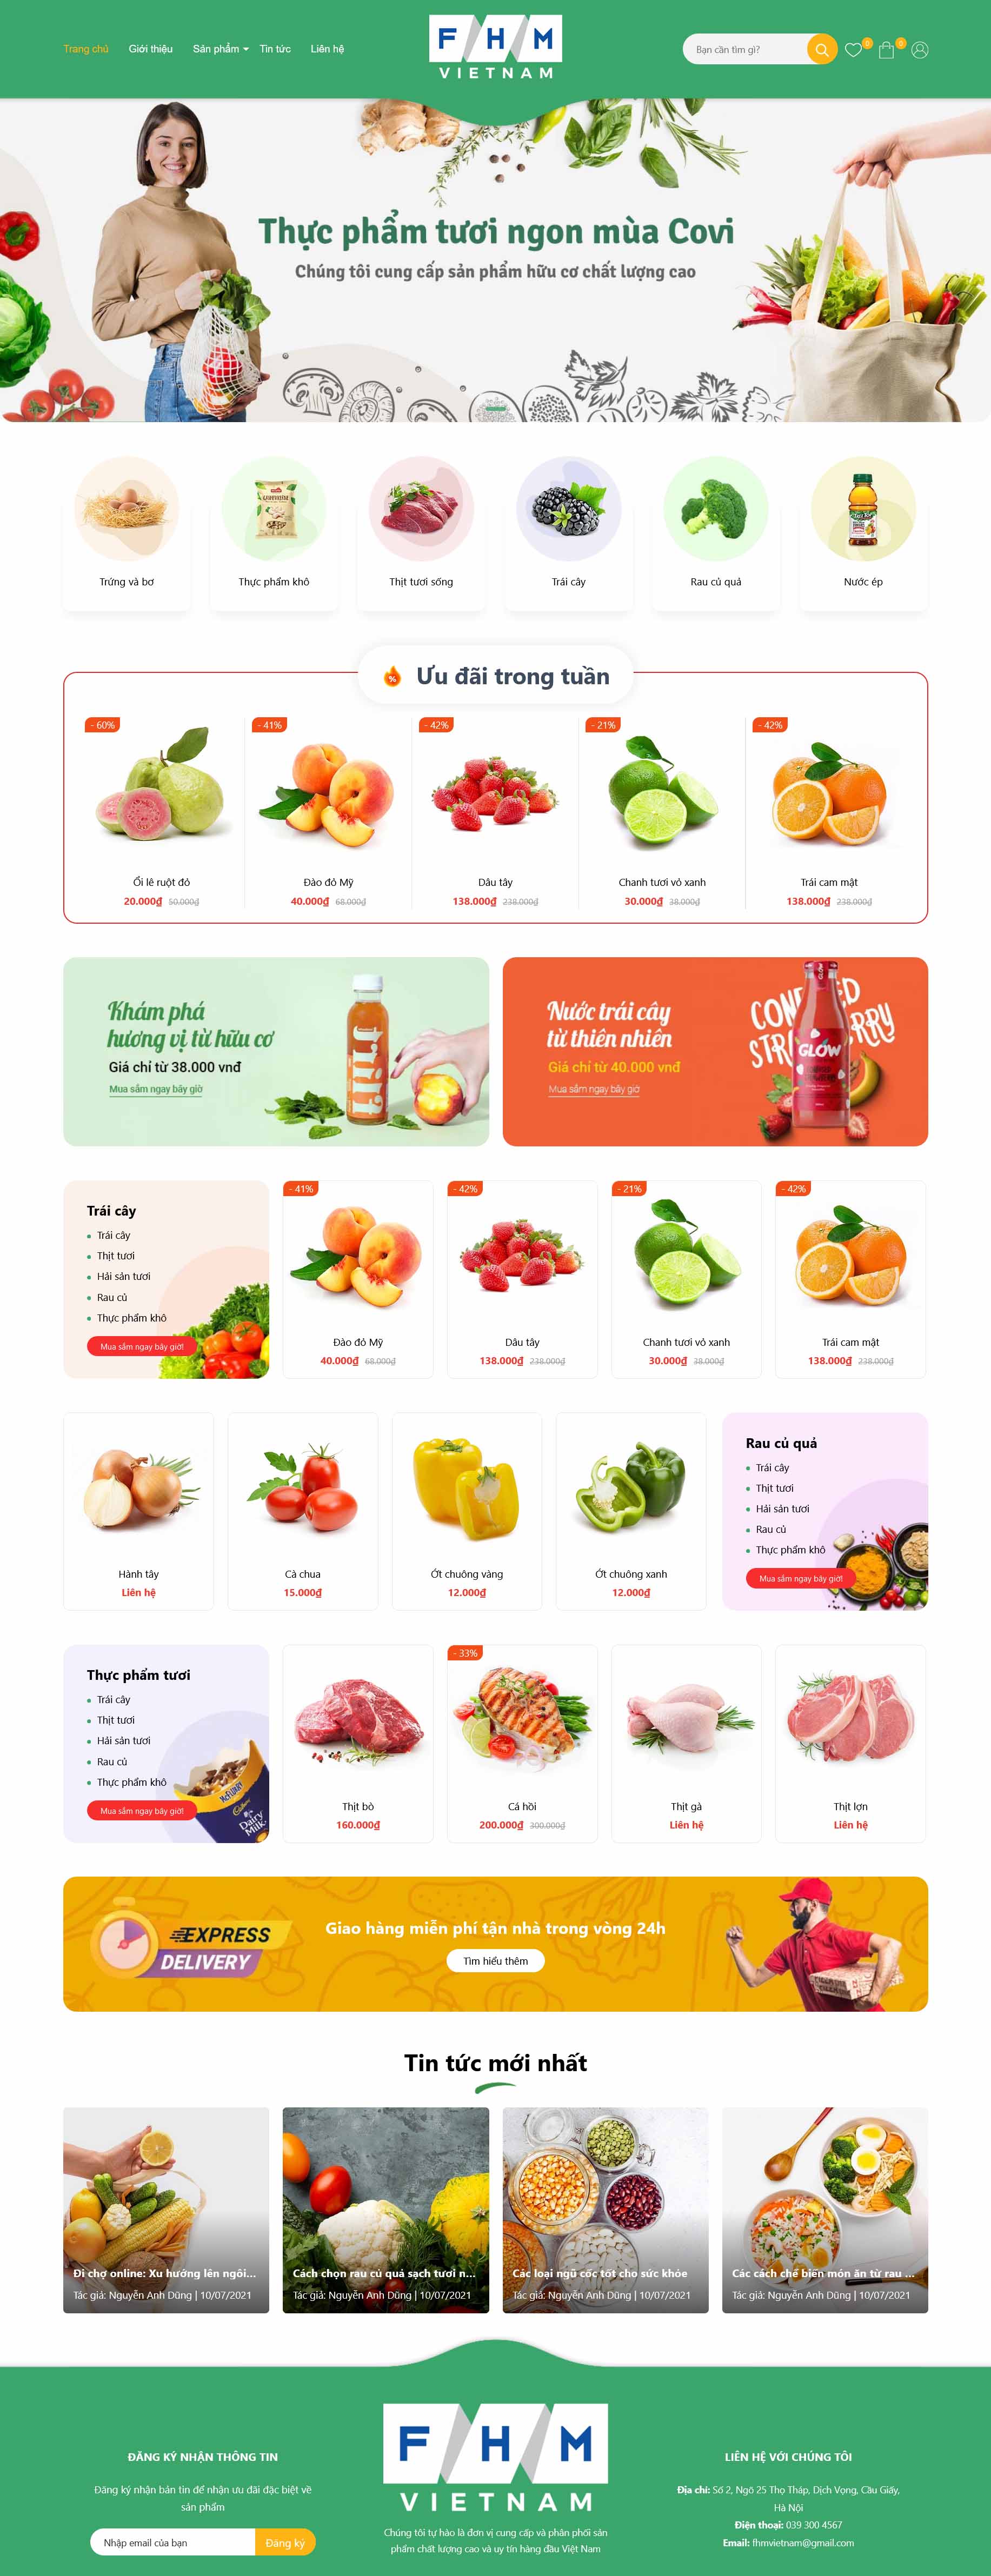 Trang chủ
Giới thiệu
Sản phẩm
Tin tức
Liên hệ
FHM
VIETNAM
Bạn cần tìm gì?
0
0
Thực phẩm tươi ngon mùa Covi
Chúng tôi cung cấp sản phẩm hữu cơ chất lượng cao
Trứng và bơ
Thực phẩm khô
Thịt tươi sống
Trái cây
Rau củ quả
Nước ép
Ưu đãi trong tuần
- 60%
- 41%
- 42%
- 21%
- 42%
Ổi lê ruột đỏ
Đào đỏ Mỹ
Dâu tây
Chanh tươi vỏ xanh
Trái cam mật
20.000₫ 50.000₫
40.000₫ 68.000₫
138.000₫ 238.000₫
30.000₫ 38.000₫
138.000₫ 238.000₫
Khám phá
hương vị từ hữu cơ
Giá chỉ từ 38.000 vnđ
Mua sắm ngay bây giờ
Nước trái cây
từ thiên nhiên
Giá chỉ từ 40.000 vnđ
Mua sắm ngay bây giờ
GLOW
Trái cây
Trái cây
Thịt tươi
Hải sản tươi
Rau củ
Thực phẩm khô
Mua sắm ngay bây giờ!
- 41%
- 42%
- 21%
- 42%
Đào đỏ Mỹ
Dâu tây
Chanh tươi vỏ xanh
Trái cam mật
40.000₫ 68.000₫
138.000₫ 238.000₫
30.000₫ 38.000₫
138.000₫ 238.000₫
Hành tây
Cà chua
Ớt chuông vàng
Ớt chuông xanh
Liên hệ
15.000₫
12.000₫
12.000₫
Rau củ quả
Trái cây
Thịt tươi
Hải sản tươi
Rau củ
Thực phẩm khô
Mua sắm ngay bây giờ!
Thực phẩm tươi
Trái cây
Thịt tươi
Hải sản tươi
Rau củ
Thực phẩm khô
Mua sắm ngay bây giờ!
McFlurry
Cadbury
Dairy
Milk
- 33%
Thịt bò
Cá hồi
Thịt gà
Thịt lợn
160.000₫
200.000₫ 300.000₫
Liên hệ
Liên hệ
EXPRESS
DELIVERY
Giao hàng miễn phí tận nhà trong vòng 24h
Tìm hiểu thêm
Tin tức mới nhất
Đi chợ online: Xu hướng lên ngôi...
Tác giả: Nguyễn Anh Dũng | 10/07/2021
Cách chọn rau củ quả sạch tươi n...
Tác giả: Nguyễn Anh Dũng | 10/07/2021
Các loại ngũ cốc tốt cho sức khỏe
Tác giả: Nguyễn Anh Dũng | 10/07/2021
Các cách chế biến món ăn từ rau ...
Tác giả: Nguyễn Anh Dũng | 10/07/2021
ĐĂNG KÝ NHẬN THÔNG TIN
Đăng ký nhận bản tin để nhận ưu đãi đặc biệt về
sản phẩm
Nhập email của bạn
Đăng ký
FHM
VIETNAM
Chúng tôi tự hào là đơn vị cung cấp và phân phối sản
phẩm chất lượng cao và uy tín hàng đầu Việt Nam
LIÊN HỆ VỚI CHÚNG TÔI
Địa chỉ: Số 2, Ngõ 25 Thọ Tháp, Dịch Vọng, Cầu Giấy,
Hà Nội
Điện thoại: 039 300 4567
Email: fhmvietnam@gmail.com